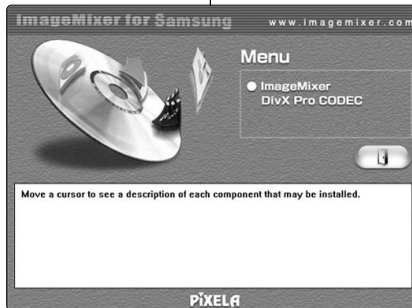 ImageMixer for Samsung
www.imagemixer.com
Menu
ImageMixer
DivX Pro CODEC
Move a cursor to see a description of each component that may be installed.
PIXELA